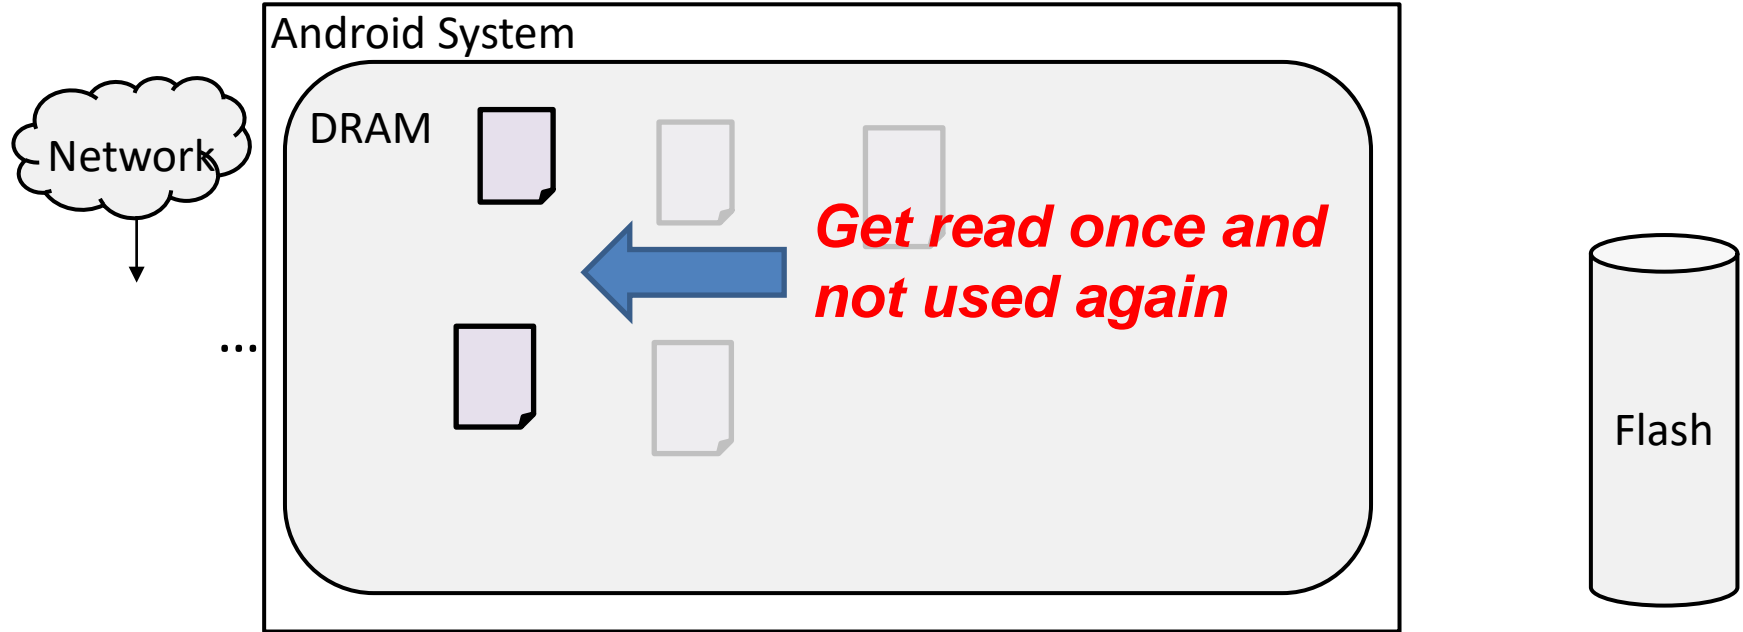 Android System
DRAM
Network
Get read once and
not used again
...
Flash